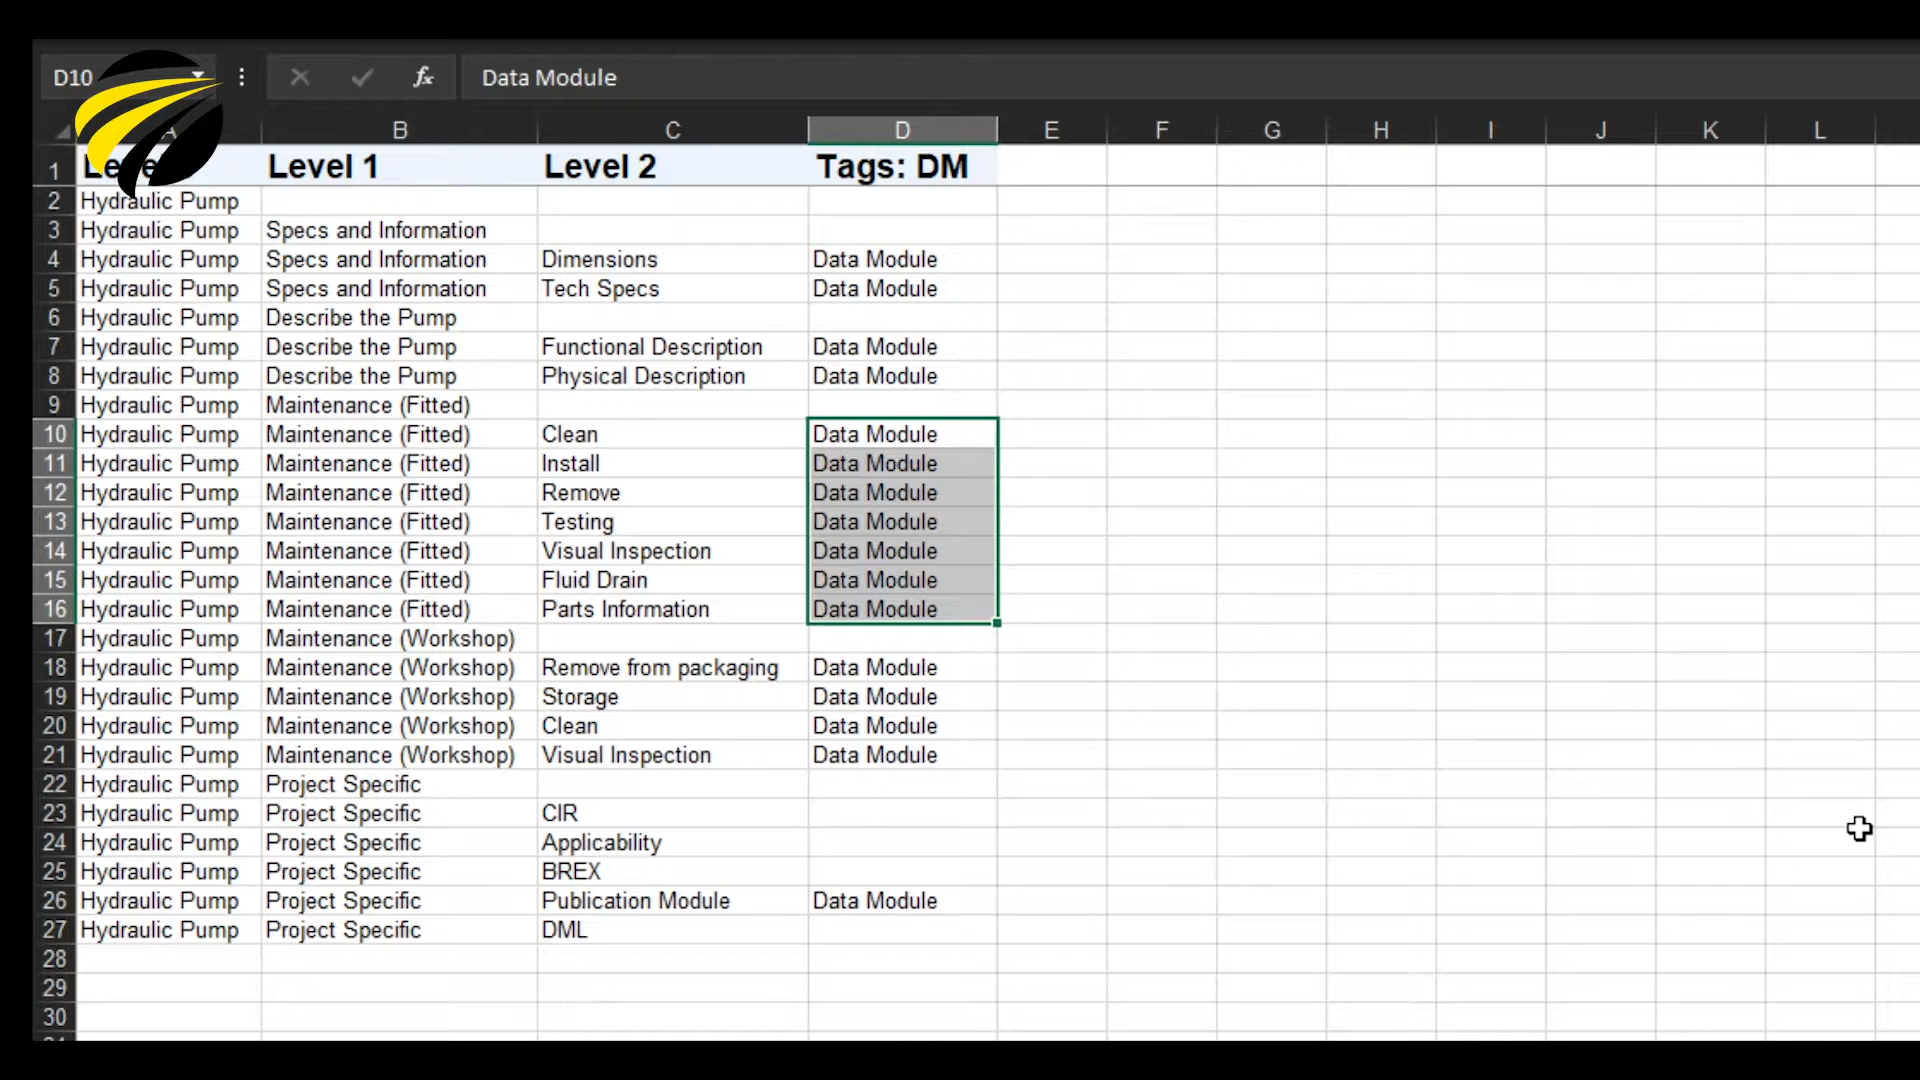 D10 fx Data Module
A B C D E F G H I J K L
1 Level 1 Level 2 Tags: DM
2 Hydraulic Pump
3 Hydraulic Pump Specs and Information
4 Hydraulic Pump Specs and Information Dimensions Data Module
5 Hydraulic Pump Specs and Information Tech Specs Data Module
6 Hydraulic Pump Describe the Pump
7 Hydraulic Pump Describe the Pump Functional Description Data Module
8 Hydraulic Pump Describe the Pump Physical Description Data Module
9 Hydraulic Pump Maintenance (Fitted)
10 Hydraulic Pump Maintenance (Fitted) Clean Data Module
11 Hydraulic Pump Maintenance (Fitted) Install Data Module
12 Hydraulic Pump Maintenance (Fitted) Remove Data Module
13 Hydraulic Pump Maintenance (Fitted) Testing Data Module
14 Hydraulic Pump Maintenance (Fitted) Visual Inspection Data Module
15 Hydraulic Pump Maintenance (Fitted) Fluid Drain Data Module
16 Hydraulic Pump Maintenance (Fitted) Parts Information Data Module
17 Hydraulic Pump Maintenance (Workshop)
18 Hydraulic Pump Maintenance (Workshop) Remove from packaging Data Module
19 Hydraulic Pump Maintenance (Workshop) Storage Data Module
20 Hydraulic Pump Maintenance (Workshop) Clean Data Module
21 Hydraulic Pump Maintenance (Workshop) Visual Inspection Data Module
22 Hydraulic Pump Project Specific
23 Hydraulic Pump Project Specific CIR
24 Hydraulic Pump Project Specific Applicability
25 Hydraulic Pump Project Specific BREX
26 Hydraulic Pump Project Specific Publication Module Data Module
27 Hydraulic Pump Project Specific DML
28
29
30